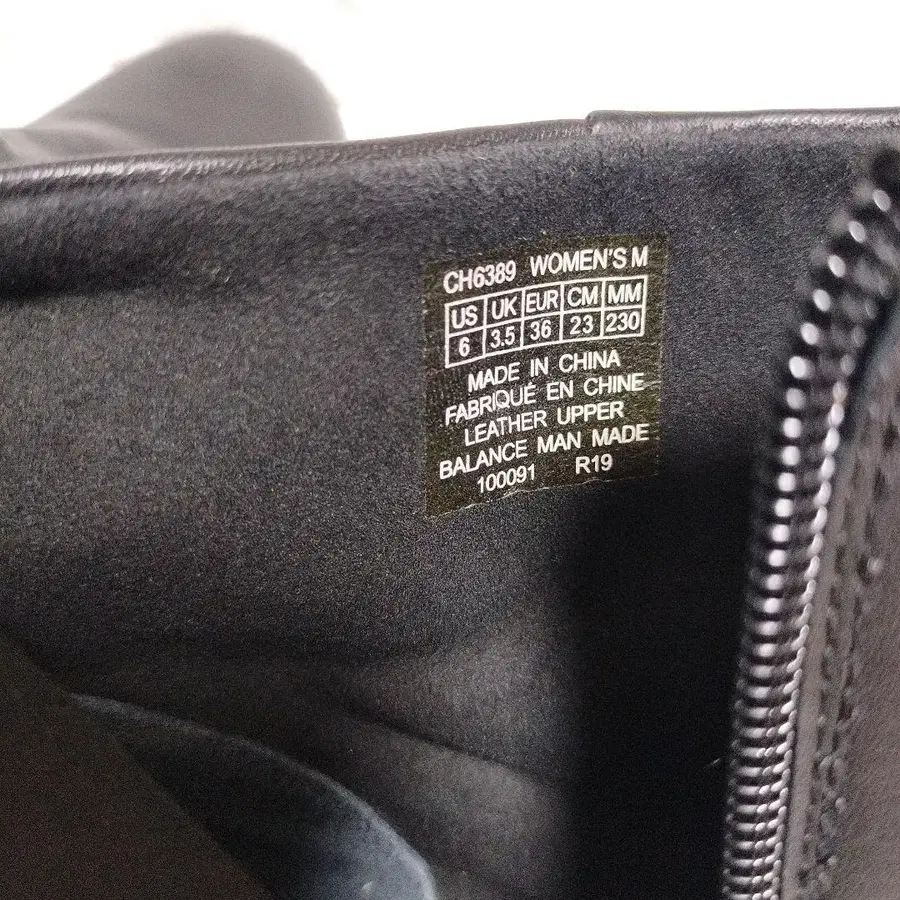 CH6389 WOMEN'S M
US UK EUR CM MM
6 3.5 36 23 230
MADE IN CHINA
FABRIQUÉ EN CHINE
LEATHER UPPER
BALANCE MAN MADE
100091 R19